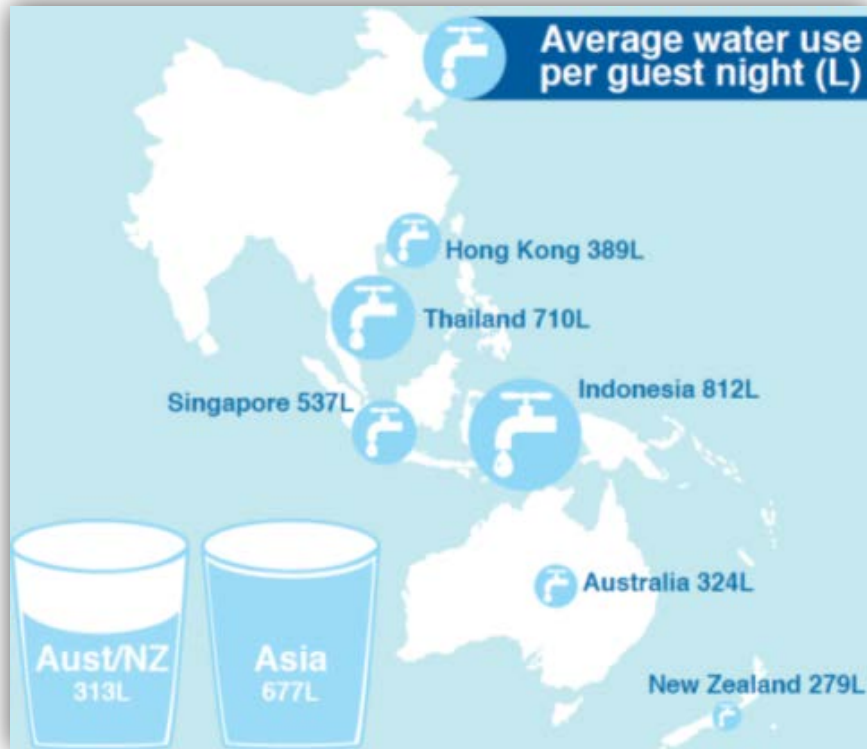 Average water use
per guest night (L)
Hong Kong 389L
Thailand 710L
Indonesia 812L
Singapore 537L
Australia 324L
Aust/NZ
313L
Asia
677L
New Zealand 279L